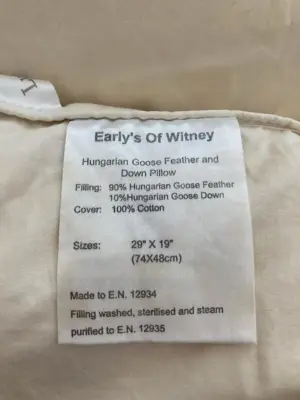 Early's Of Witney
Hungarian Goose Feather and
Down Pillow
Filling: 90% Hungarian Goose Feather
10%Hungarian Goose Down
Cover: 100% Cotton
Sizes: 29" X 19"
(74X48cm)
Made to E.N. 12934
Filling washed, sterilised and steam
purified to E.N. 12935